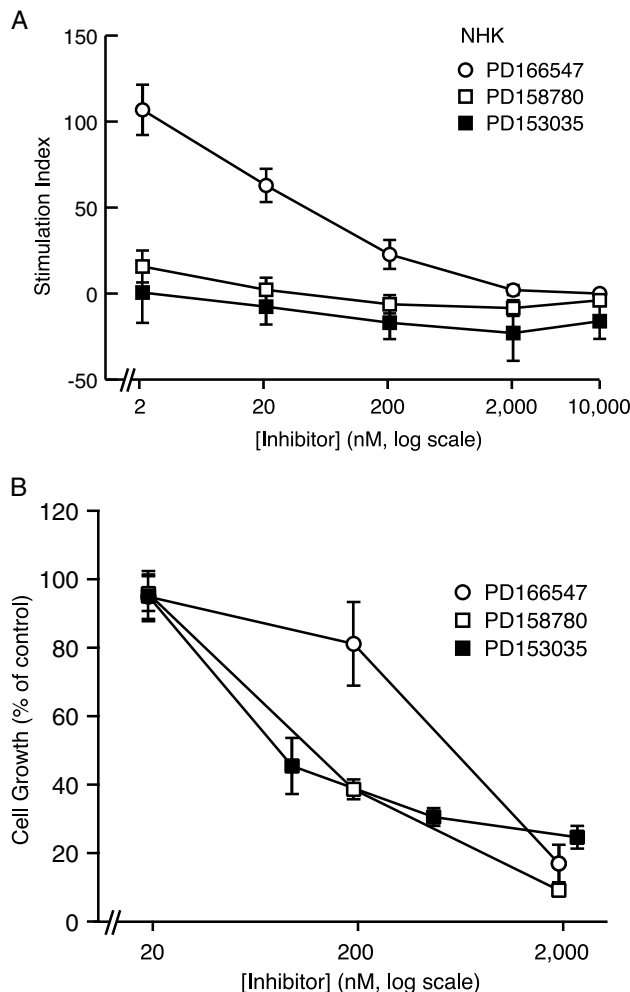 A
NHK
PD166547
PD158780
PD153035
150
100
50
0
-50
Stimulation Index
2
20
200
2,000
10,000
[Inhibitor] (nM, log scale)
B
120
100
80
60
40
20
0
Cell Growth (% of control)
PD166547
PD158780
PD153035
20
200
2,000
[Inhibitor] (nM, log scale)